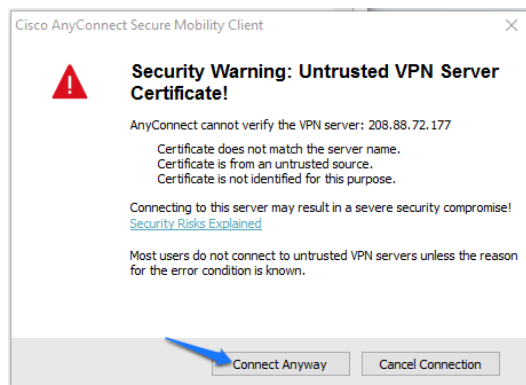 Cisco AnyConnect Secure Mobility Client
Security Warning: Untrusted VPN Server
Certificate!
AnyConnect cannot verify the VPN server: 208.88.72.177
Certificate does not match the server name.
Certificate is from an untrusted source.
Certificate is not identified for this purpose.
Connecting to this server may result in a severe security compromise!
Security Risks Explained
Most users do not connect to untrusted VPN servers unless the reason
for the error condition is known.
Connect Anyway
Cancel Connection